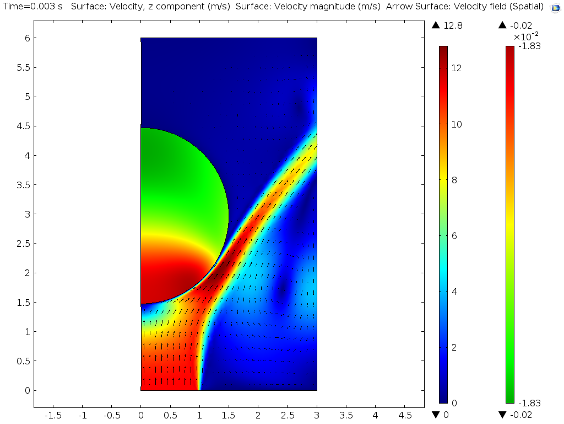 Time=0.003 s Surface: Velocity, z component (m/s) Surface: Velocity magnitude (m/s) Arrow Surface: Velocity field (Spatial)
▲ 12.8 ▲ -0.02
×10⁻²
6 -1.83
5.5 12
5
4.5 10
4
3.5 8
3
2.5 6
2
1.5 4
1
0.5 2
0 0 -1.83
▼ 0 ▼ -0.02
-1.5 -1 -0.5 0 0.5 1 1.5 2 2.5 3 3.5 4 4.5